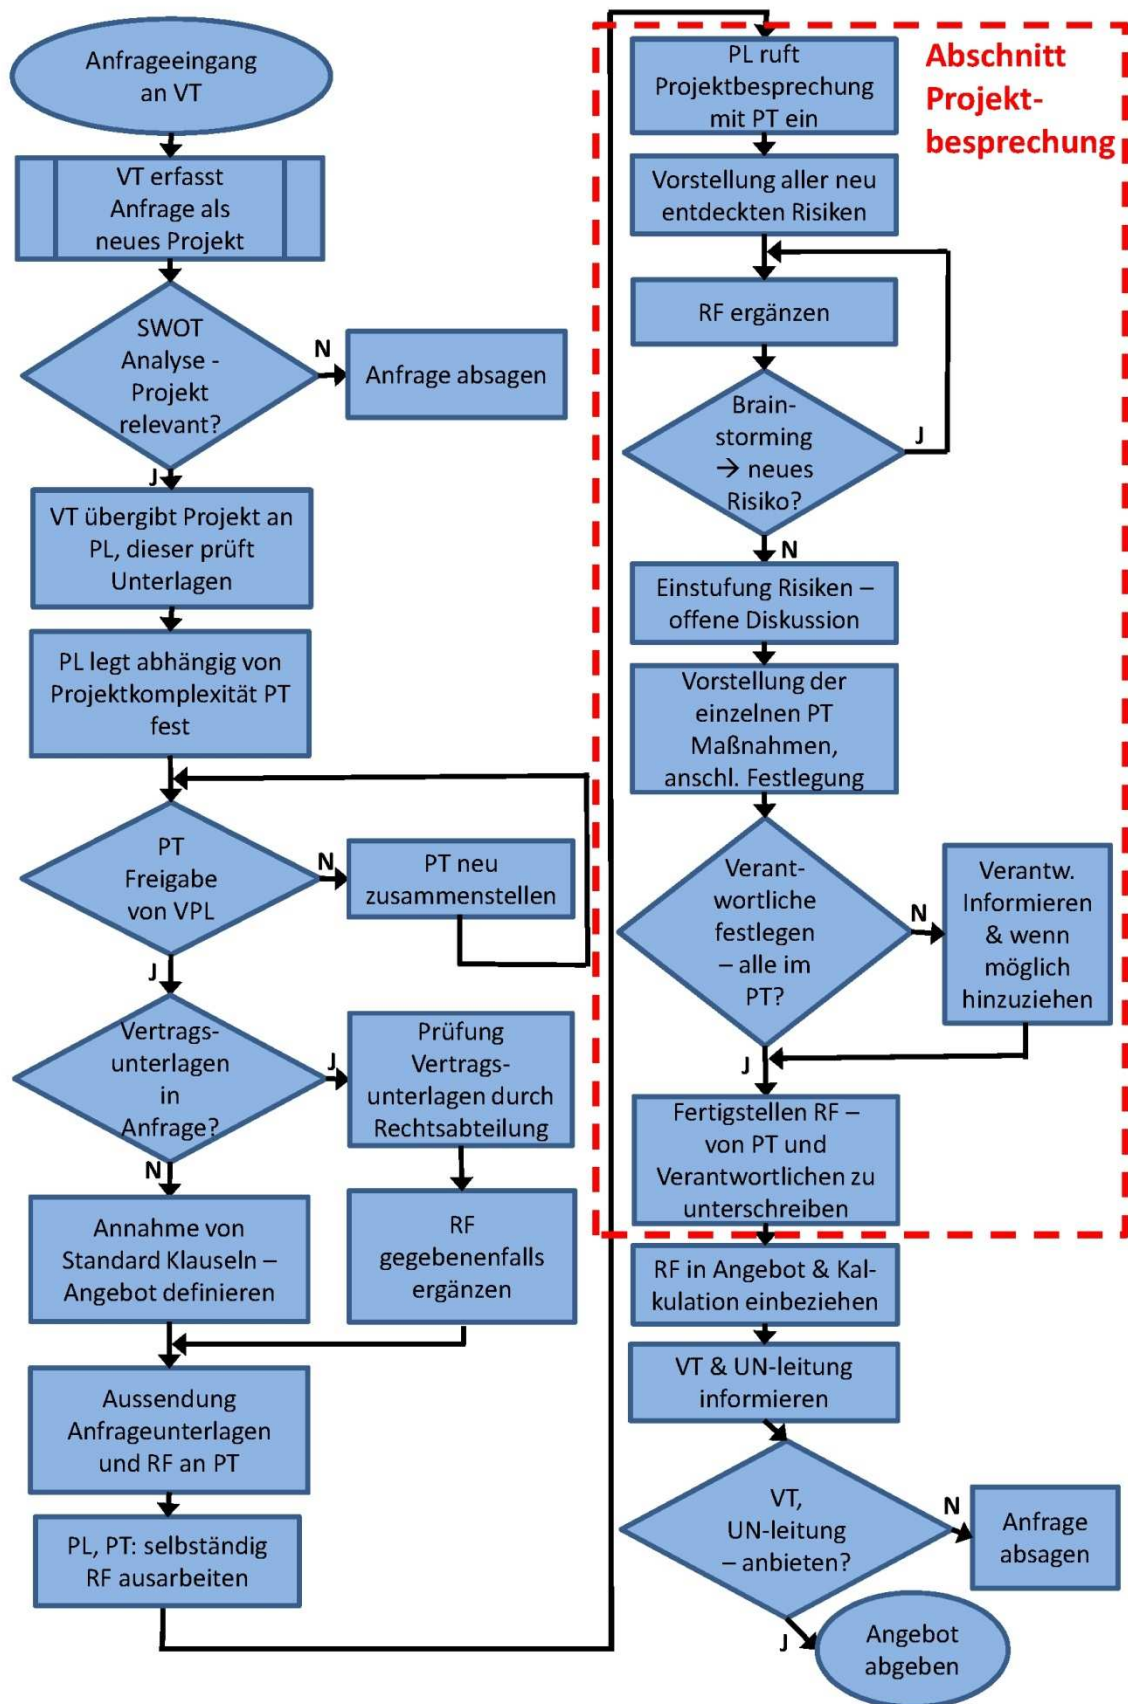 Anfrageeingang
an VT
VT erfasst
Anfrage als
neues Projekt
SWOT
Analyse -
Projekt
relevant?
N
Anfrage absagen
J
VT übergibt Projekt an
PL, dieser prüft
Unterlagen
PL legt abhängig von
Projektkomplexität PT
fest
PT
Freigabe
von VPL
N
PT neu
zusammenstellen
J
Vertrags-
unterlagen
in
Anfrage?
J
Prüfung
Vertrags-
unterlagen durch
Rechtsabteilung
N
Annahme von
Standard Klauseln –
Angebot definieren
RF
gegebenenfalls
ergänzen
Aussendung
Anfrageunterlagen
und RF an PT
PL, PT: selbständig
RF ausarbeiten
Abschnitt
Projekt-
besprechung
PL ruft
Projektbesprechung
mit PT ein
Vorstellung aller neu
entdeckten Risiken
RF ergänzen
Brain-
storming
→ neues
Risiko?
J
N
Einstufung Risiken –
offene Diskussion
Vorstellung der
einzelnen PT
Maßnahmen,
anschl. Festlegung
Verant-
wortliche
festlegen
– alle im
PT?
N
Verantw.
Informieren
& wenn
möglich
hinzuziehen
J
Fertigstellen RF –
von PT und
Verantwortlichen zu
unterschreiben
RF in Angebot & Kal-
kulation einbeziehen
VT & UN-leitung
informieren
VT,
UN-leitung
– anbieten?
N
Anfrage
absagen
J
Angebot
abgeben